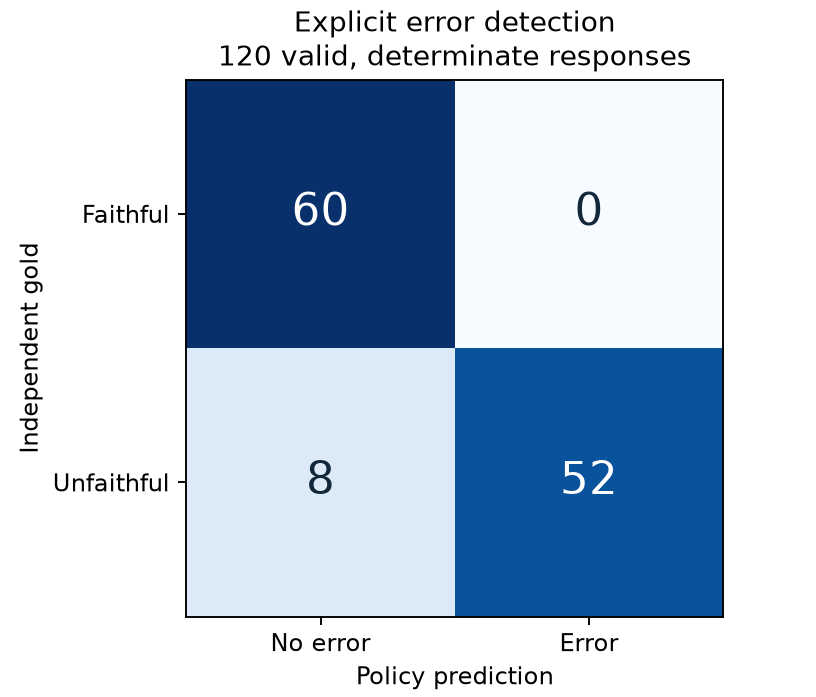 Explicit error detection
120 valid, determinate responses
Independent gold
Faithful
60
0
Unfaithful
8
52
No error
Error
Policy prediction